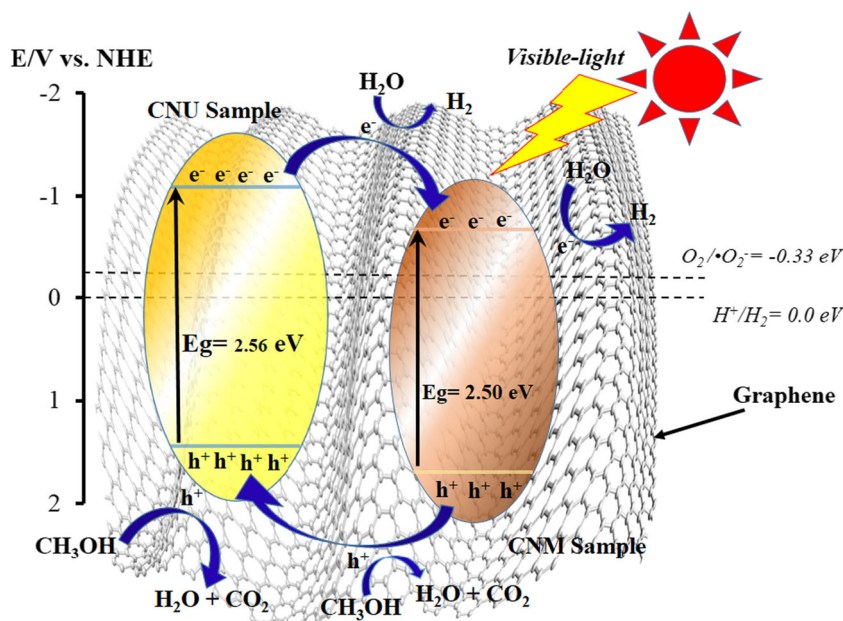 E/V vs. NHE
Visible-light
-2
CNU Sample
H₂O
H₂
e⁻
e⁻ e⁻ e⁻ e⁻
-1
H₂O
H₂
e⁻ e⁻ e⁻
e⁻
O₂/•O₂⁻= -0.33 eV
0
H⁺/H₂= 0.0 eV
Eg= 2.56 eV
Eg= 2.50 eV
Graphene
1
h⁺ h⁺ h⁺ h⁺
h⁺ h⁺ h⁺
2
h⁺
CH₃OH
CNM Sample
h⁺
H₂O + CO₂
CH₃OH
H₂O + CO₂